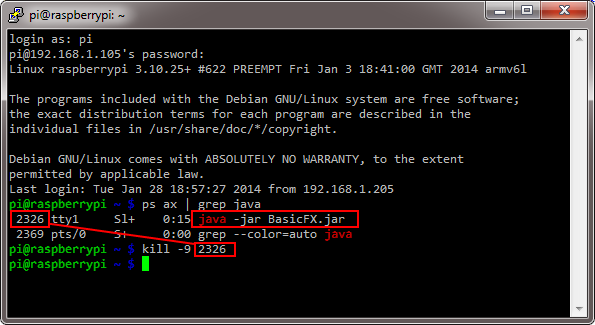 pi@raspberrypi: ~
login as: pi
pi@192.168.1.105's password:
Linux raspberrypi 3.10.25+ #622 PREEMPT Fri Jan 3 18:41:00 GMT 2014 armv6l
The programs included with the Debian GNU/Linux system are free software;
the exact distribution terms for each program are described in the
individual files in /usr/share/doc/*/copyright.
Debian GNU/Linux comes with ABSOLUTELY NO WARRANTY, to the extent
permitted by applicable law.
Last login: Tue Jan 28 18:57:27 2014 from 192.168.1.205
pi@raspberrypi ~ $ ps ax | grep java
2326 tty1     Sl+    0:15 java -jar BasicFX.jar
2369 pts/0    S+     0:00 grep --color=auto java
pi@raspberrypi ~ $ kill -9 2326
pi@raspberrypi ~ $